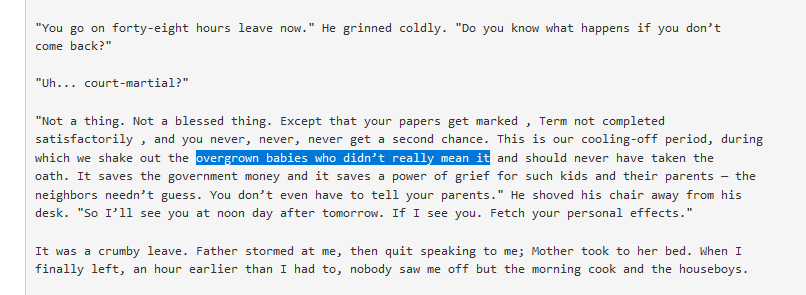 "You go on forty-eight hours leave now." He grinned coldly. "Do you know what happens if you don’t
come back?"
"Uh... court-martial?"
"Not a thing. Not a blessed thing. Except that your papers get marked , Term not completed
satisfactorily , and you never, never, never get a second chance. This is our cooling-off period, during
which we shake out the overgrown babies who didn’t really mean it and should never have taken the
oath. It saves the government money and it saves a power of grief for such kids and their parents — the
neighbors needn’t guess. You don’t even have to tell your parents." He shoved his chair away from his
desk. "So I’ll see you at noon day after tomorrow. If I see you. Fetch your personal effects."
It was a crumby leave. Father stormed at me, then quit speaking to me; Mother took to her bed. When I
finally left, an hour earlier than I had to, nobody saw me off but the morning cook and the houseboys.